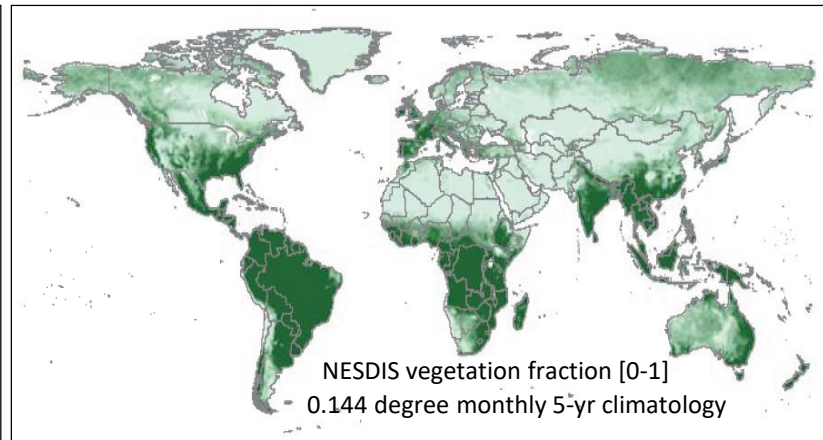 NESDIS vegetation fraction [0-1]
0.144 degree monthly 5-yr climatology